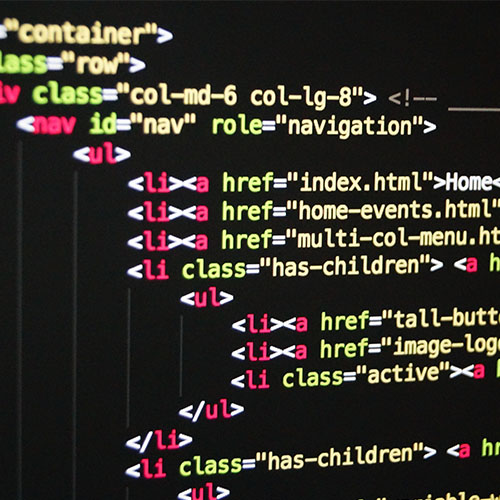 ="container">
lass="row">
iv class="col-md-6 col-lg-8"> <!--
<nav id="nav" role="navigation">
<ul>
<li><a href="index.html">Home<
<li><a href="home-events.html"
<li><a href="multi-col-menu.ht
<li class="has-children"> <a h
<ul>
<li><a href="tall-butto
<li><a href="image-logo
<li class="active"><a
</ul>
</li>
<li class="has-children"> <a hr
<ul>